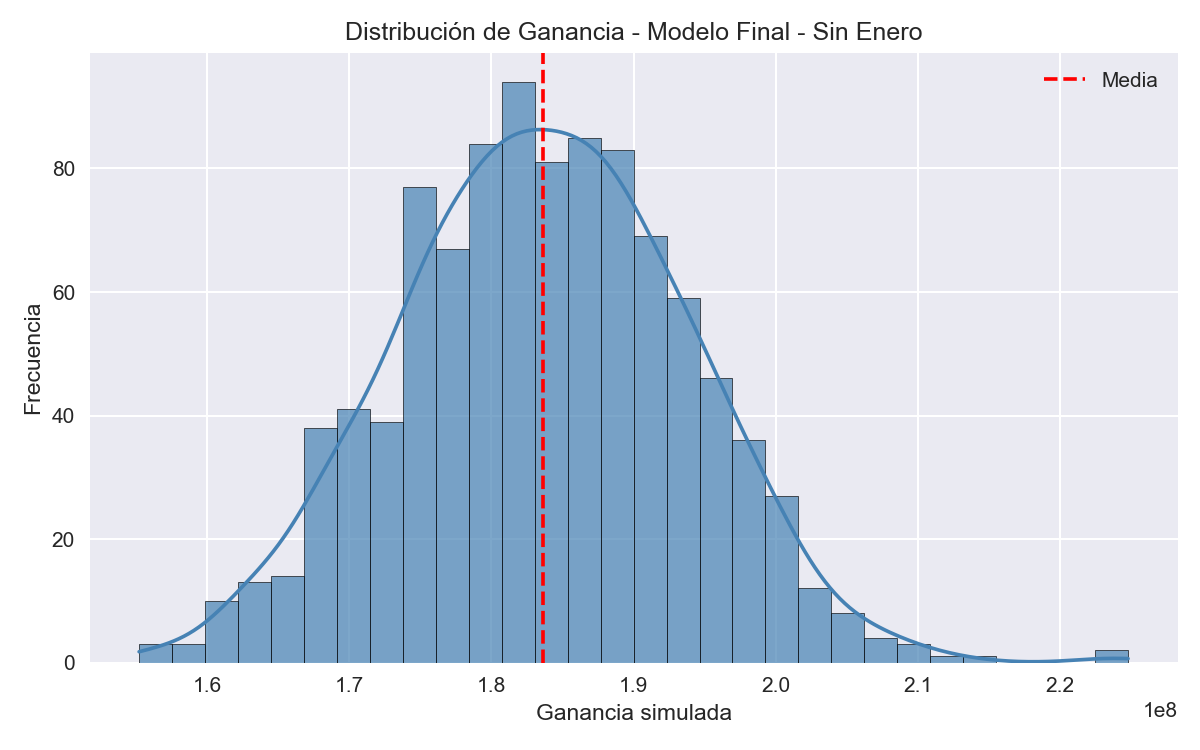 Distribución de Ganancia - Modelo Final - Sin Enero
Media
Frecuencia
80
60
40
20
0
1.6 1.7 1.8 1.9 2.0 2.1 2.2
1e8
Ganancia simulada